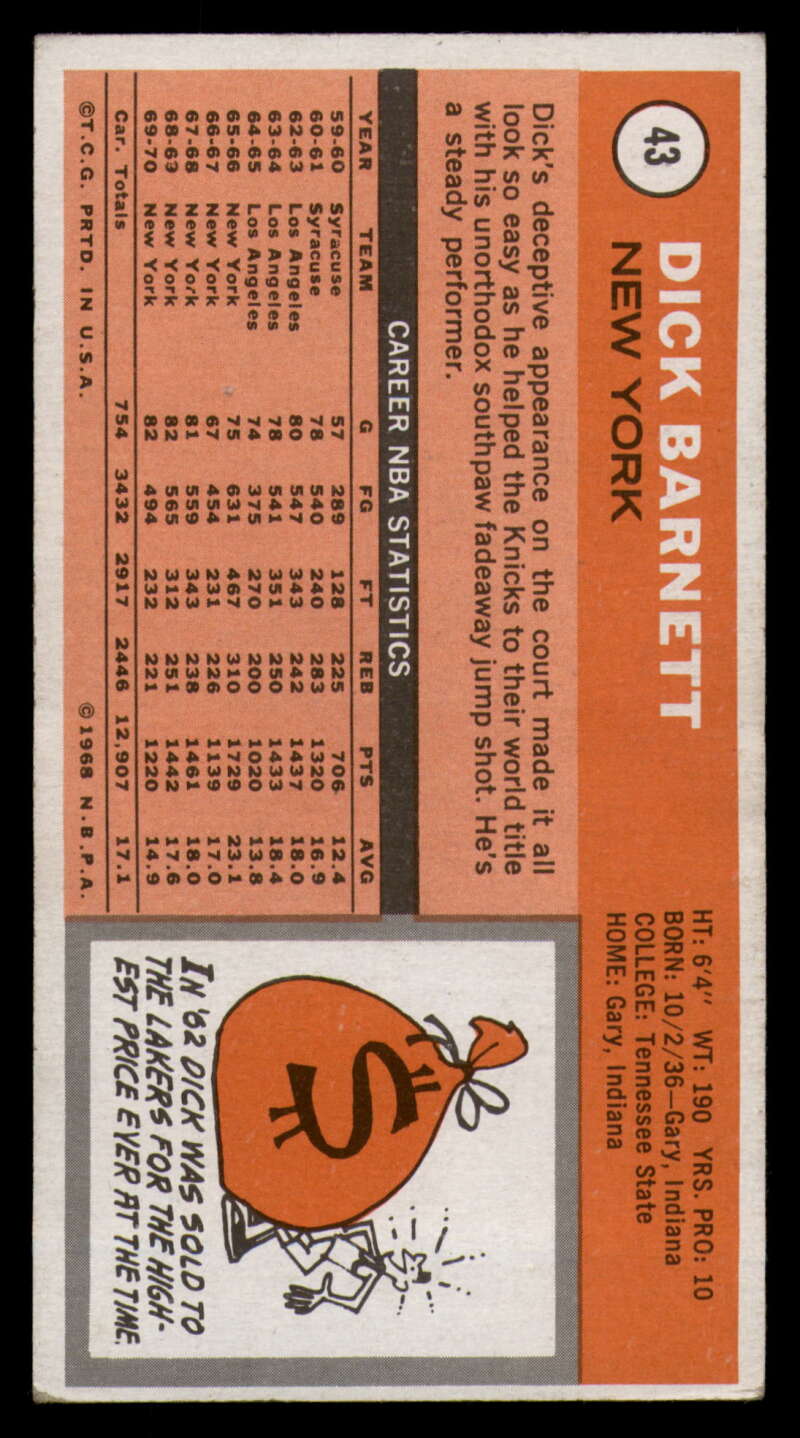 43
DICK BARNETT
NEW YORK
HT: 6'4" WT: 190 YRS. PRO: 10
BORN: 10/2/36—Gary, Indiana
COLLEGE: Tennessee State
HOME: Gary, Indiana
Dick's deceptive appearance on the court made it all
look so easy as he helped the Knicks to their world title
with his unorthodox southpaw fadeaway jump shot. He's
a steady performer.
CAREER NBA STATISTICS
YEAR TEAM G FG FT REB PTS AVG
59-60 Syracuse 57 289 128 225 706 12.4
60-61 Syracuse 78 540 240 283 1320 16.9
62-63 Los Angeles 80 547 343 242 1437 18.0
63-64 Los Angeles 78 541 351 250 1433 18.4
64-65 Los Angeles 74 375 270 200 1020 13.8
65-66 New York 75 631 467 310 1729 23.1
66-67 New York 67 454 231 226 1139 17.0
67-68 New York 81 559 343 238 1461 18.0
68-69 New York 82 565 312 251 1442 17.6
69-70 New York 82 494 232 221 1220 14.9
Car. Totals 754 3432 2917 2446 12,907 17.1
©T.C.G. PRTD. IN U.S.A. ©1968 N.B.P.A.
$
IN '62 DICK WAS SOLD TO
THE LAKERS FOR THE HIGH-
EST PRICE EVER AT THE TIME.